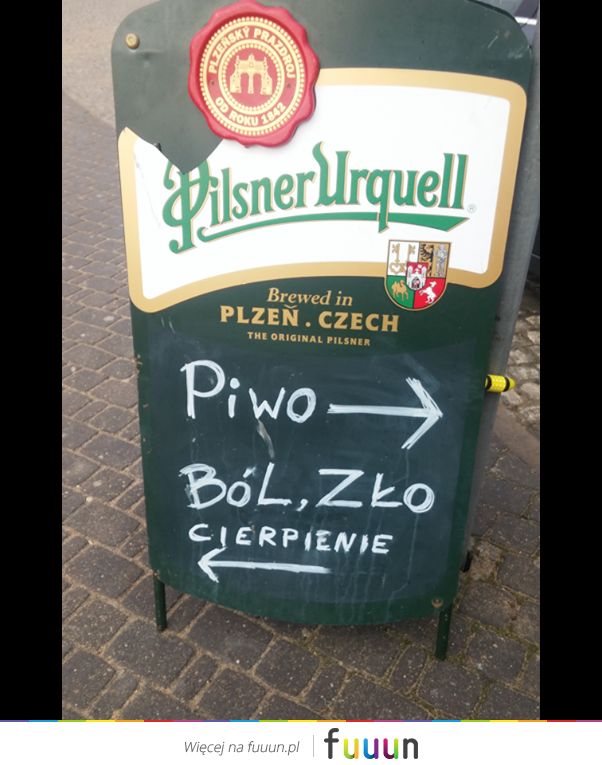 PLZEŇSKÝ PRAZDROJ
OD ROKU 1842
Pilsner Urquell
Brewed in
PLZEŇ . CZECH
THE ORIGINAL PILSNER
Piwo →
BÓL, ZŁO
CIERPIENIE
←
Więcej na fuuun.pl | fuuun